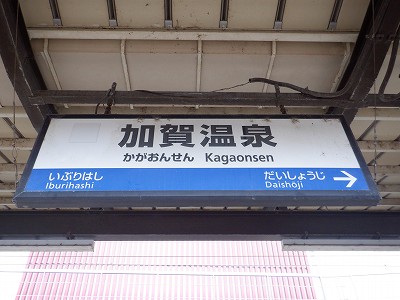 加賀温泉
かがおんせん Kagaonsen
いぶりはし だいしょうじ
Iburihashi Daishōji